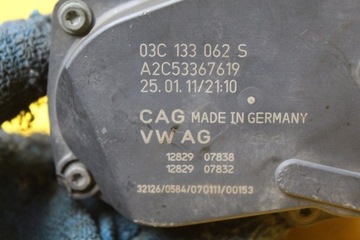 03C 133 062 S
A2C53367619
25.01.11/21:10
CAG MADE IN GERMANY
VW AG
12829 07838
12829 07832
32126/0584/070111/00153